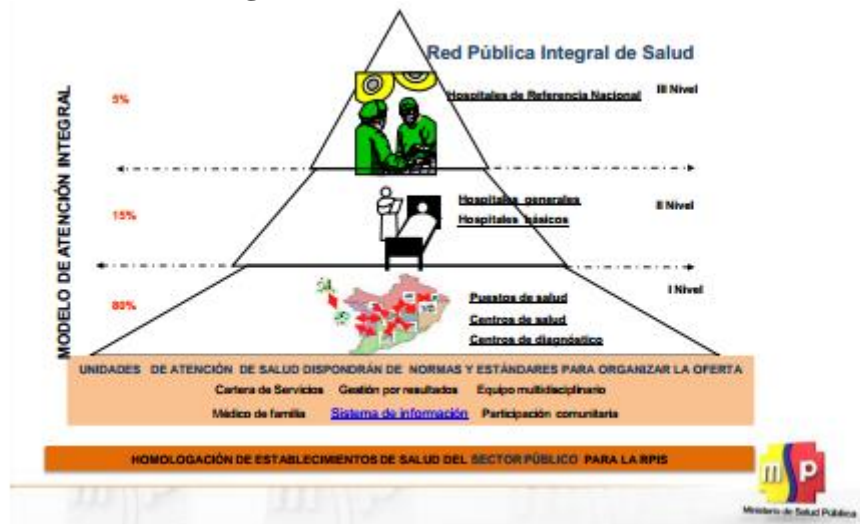 Red Pública Integral de Salud
MODELO DE ATENCIÓN INTEGRAL
5%
Hospitales de Referencia Nacional
III Nivel
15%
Hospitales generales
Hospitales básicos
II Nivel
80%
I Nivel
Puestos de salud
Centros de salud
Centros de diagnóstico
UNIDADES DE ATENCIÓN DE SALUD DISPONDRÁN DE NORMAS Y ESTÁNDARES PARA ORGANIZAR LA OFERTA
Cartera de Servicios Gestión por resultados Equipo multidisciplinario
Médico de familia Sistema de información Participación comunitaria
HOMOLOGACIÓN DE ESTABLECIMIENTOS DE SALUD DEL SECTOR PÚBLICO PARA LA RPIS
msp
Ministerio de Salud Pública